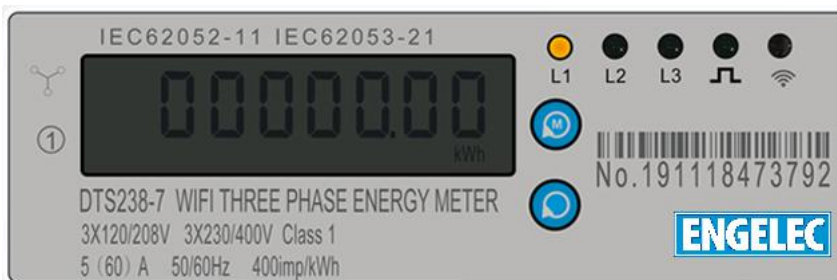 IEC62052-11 IEC62053-21
L1 L2 L3
1
00000.00
kWh
M
No.191118473792
DTS238-7 WIFI THREE PHASE ENERGY METER
3X120/208V 3X230/400V Class 1
5 (60) A 50/60Hz 400imp/kWh
ENGELEC